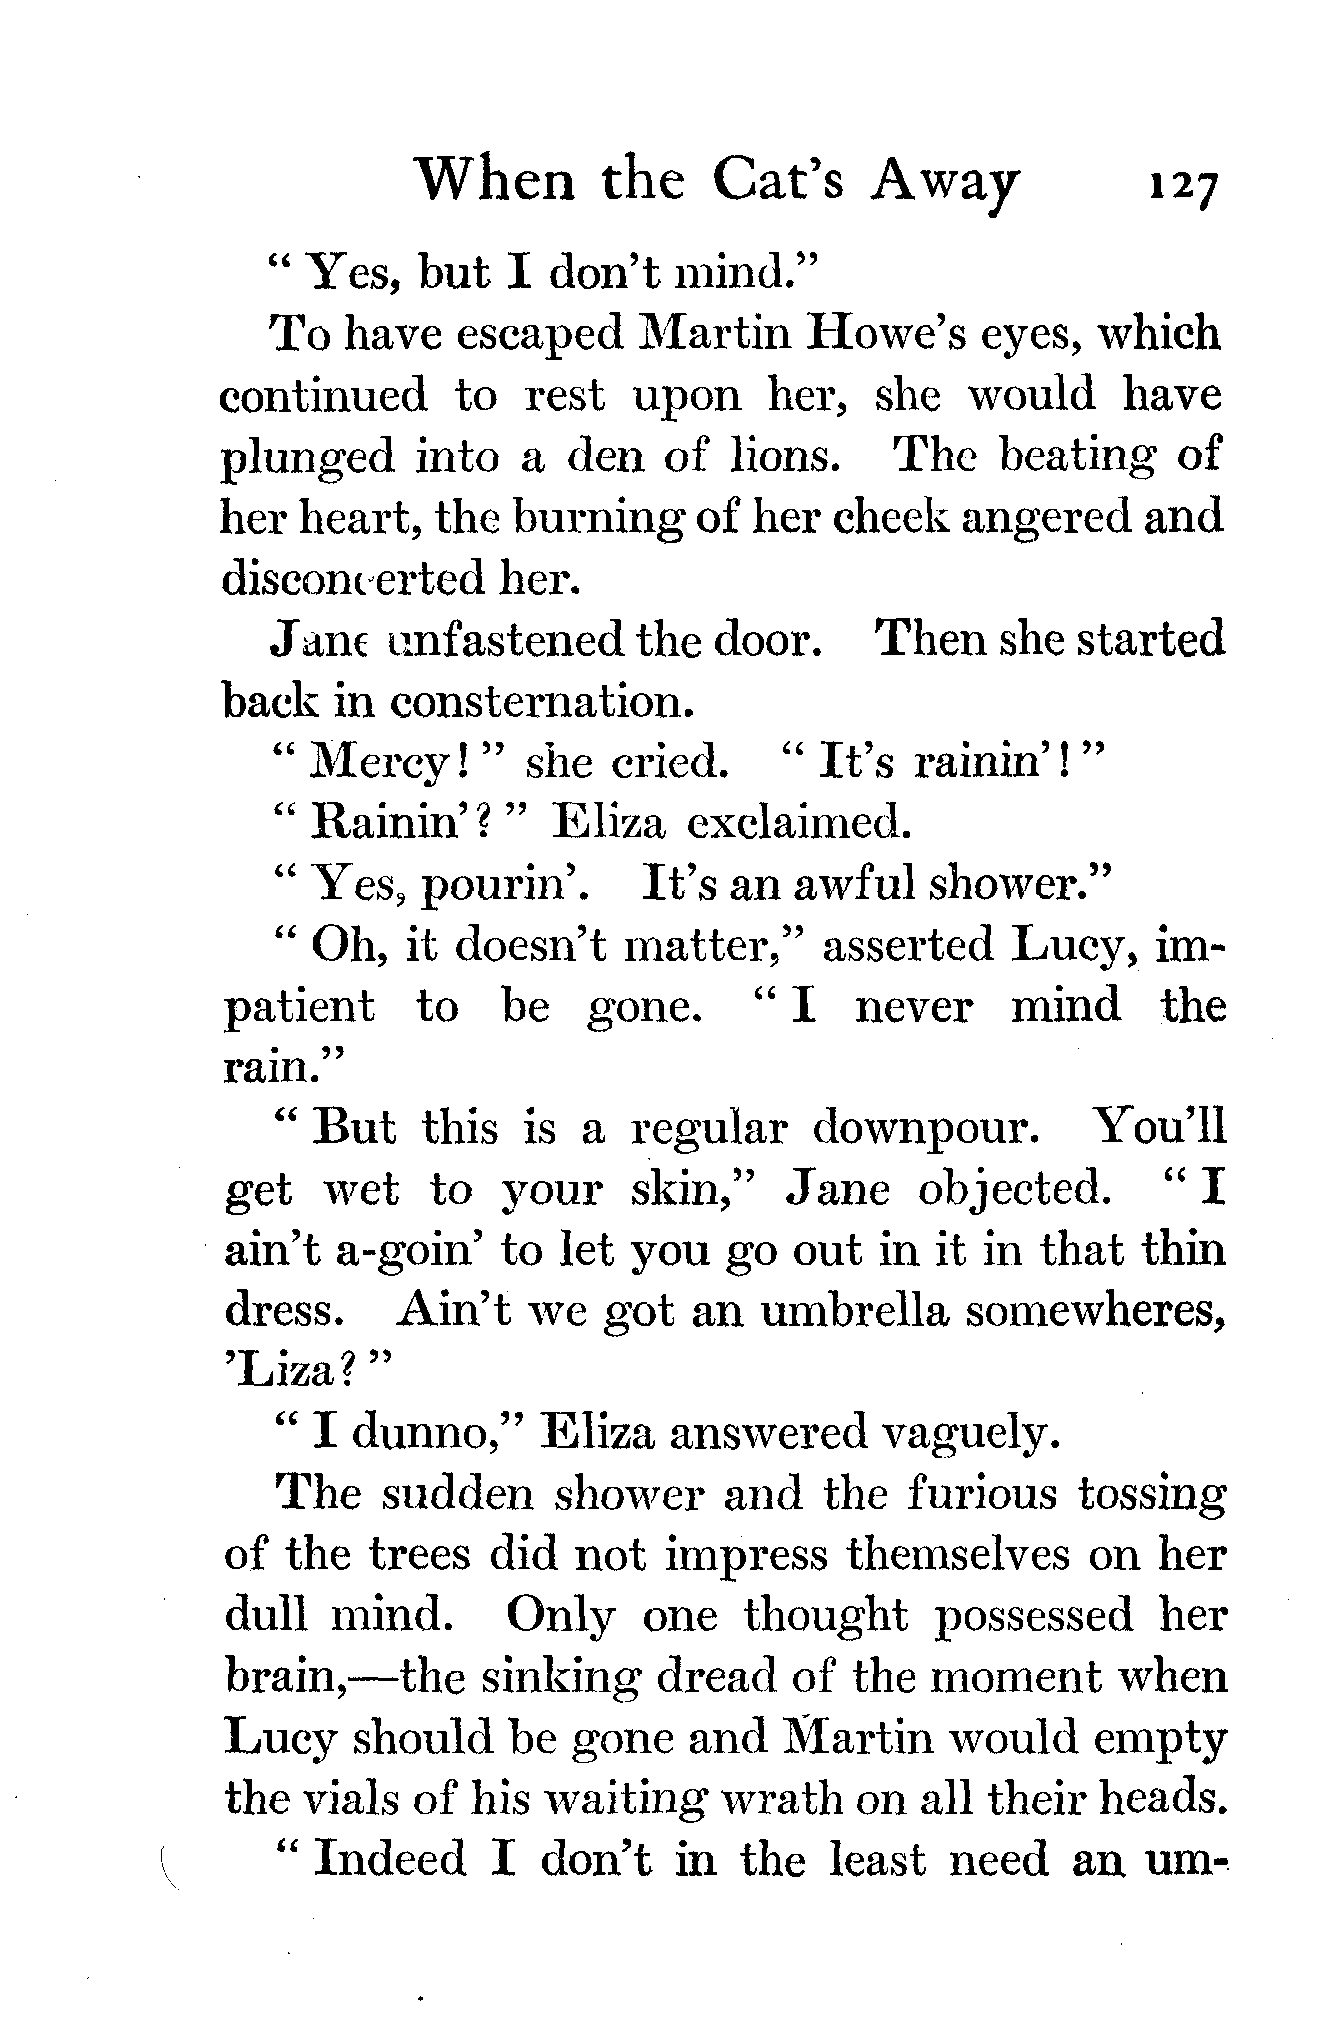 When the Cat's Away 127
" Yes, but I don't mind."
To have escaped Martin Howe's eyes, which
continued to rest upon her, she would have
plunged into a den of lions. The beating of
her heart, the burning of her cheek angered and
disconcerted her.
Jane unfastened the door. Then she started
back in consternation.
" Mercy! " she cried. " It's rainin'! "
" Rainin'? " Eliza exclaimed.
" Yes, pourin'. It's an awful shower."
" Oh, it doesn't matter," asserted Lucy, im-
patient to be gone. " I never mind the
rain."
" But this is a regular downpour. You'll
get wet to your skin," Jane objected. " I
ain't a-goin' to let you go out in it in that thin
dress. Ain't we got an umbrella somewheres,
'Liza? "
" I dunno," Eliza answered vaguely.
The sudden shower and the furious tossing
of the trees did not impress themselves on her
dull mind. Only one thought possessed her
brain,—the sinking dread of the moment when
Lucy should be gone and Martin would empty
the vials of his waiting wrath on all their heads.
" Indeed I don't in the least need an um-